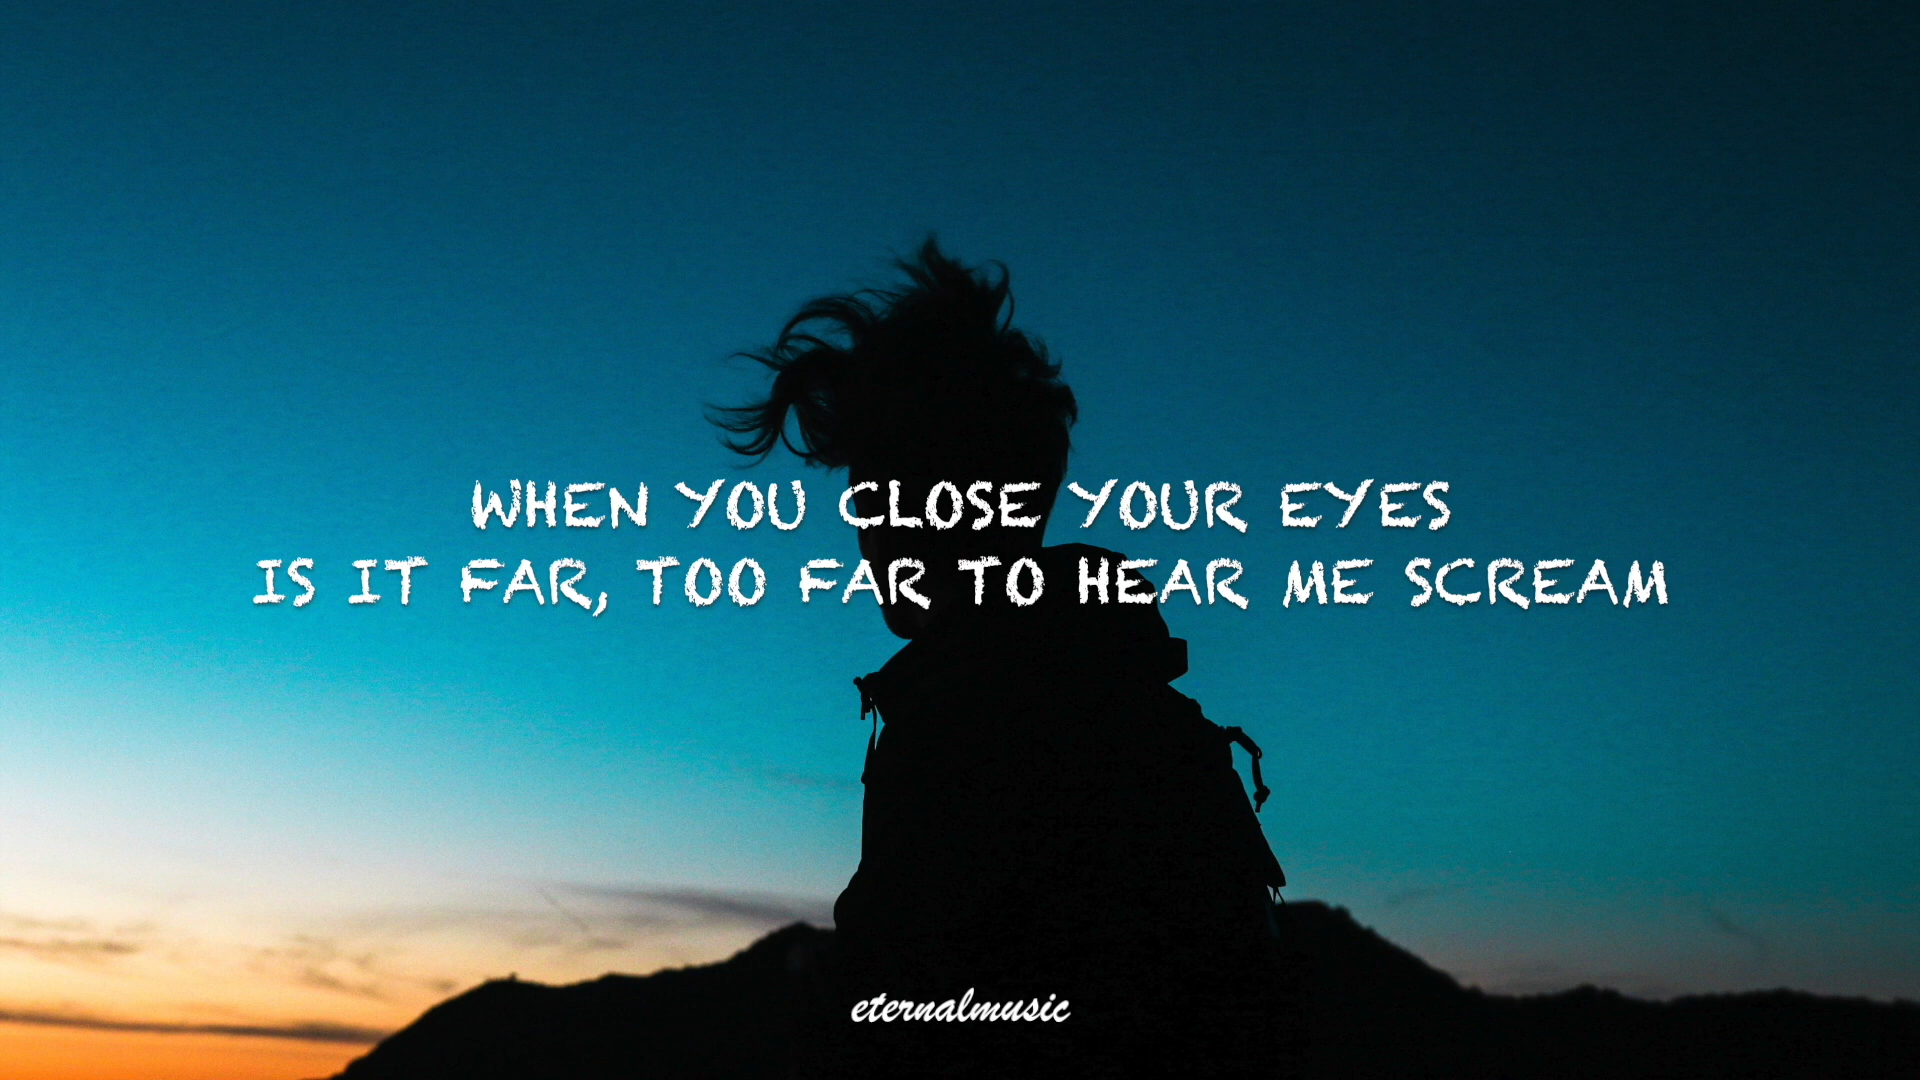 WHEN YOU CLOSE YOUR EYES
IS IT FAR, TOO FAR TO HEAR ME SCREAM
eternalmusic